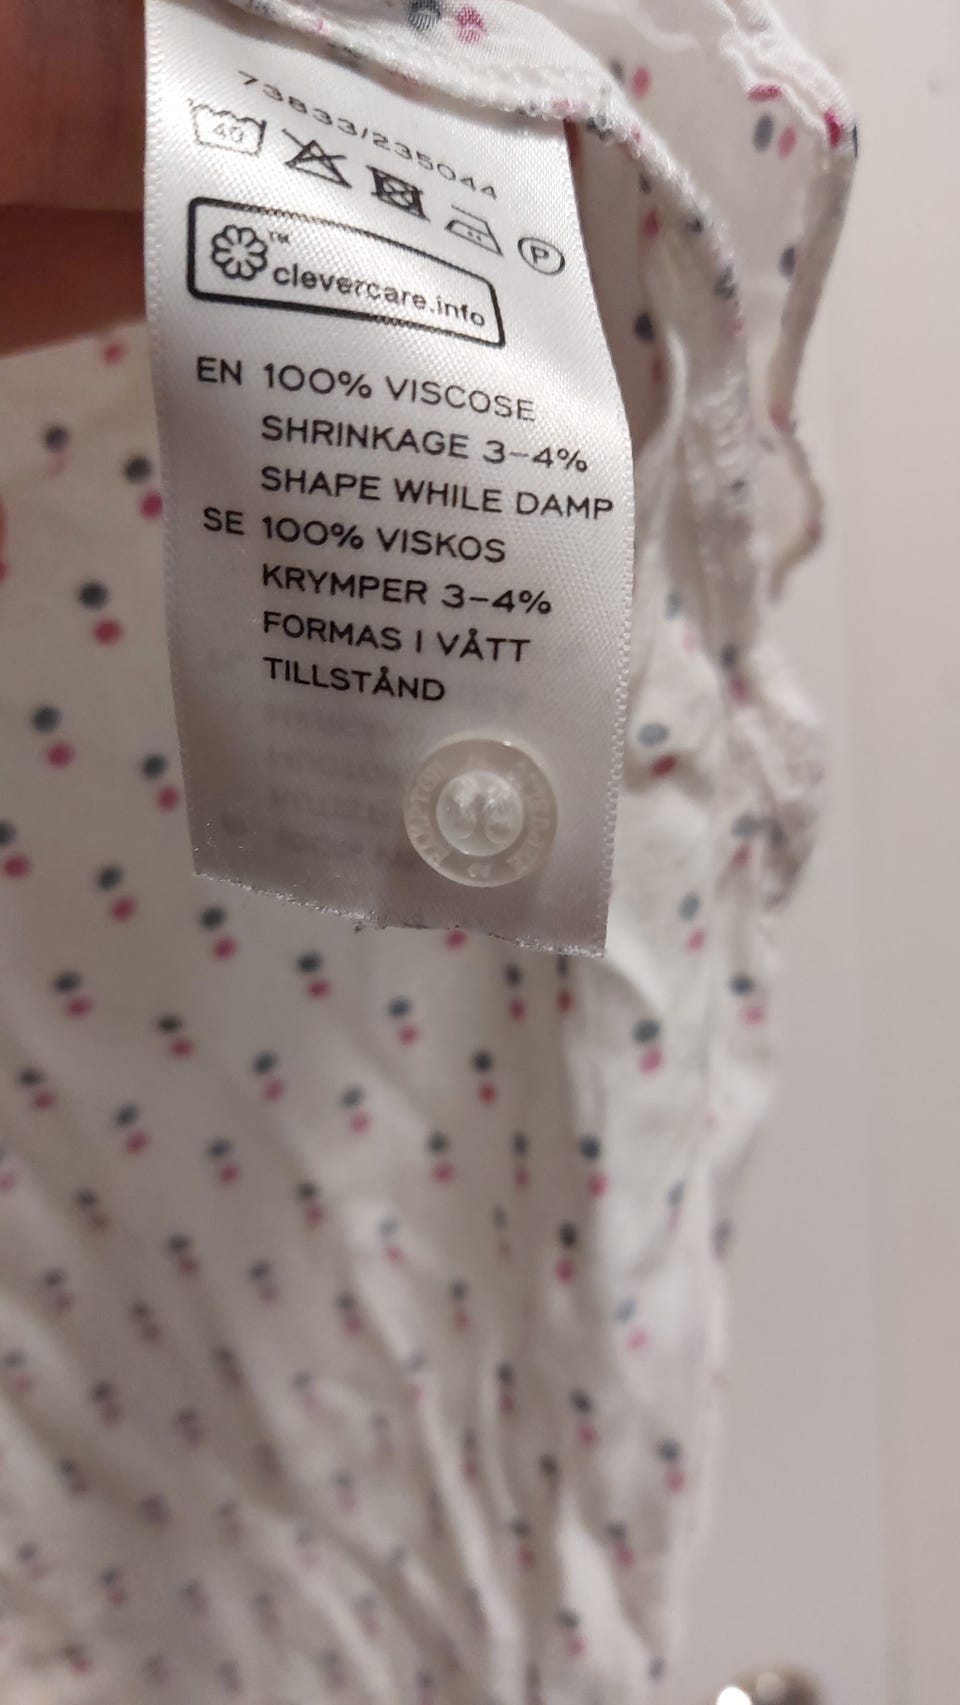 73833/235044
40
P
clevercare.info™
EN 100% VISCOSE
SHRINKAGE 3-4%
SHAPE WHILE DAMP
SE 100% VISKOS
KRYMPER 3-4%
FORMAS I VÅTT
TILLSTÅND